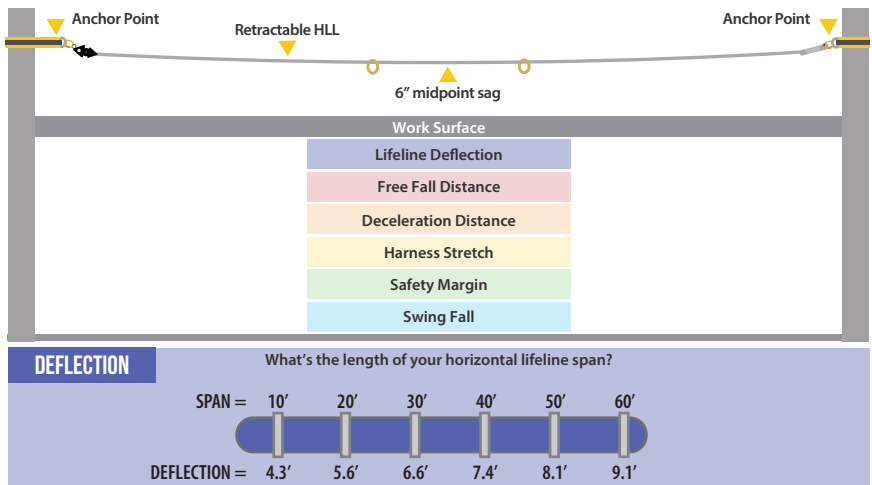 Anchor Point
Retractable HLL
Anchor Point
6” midpoint sag
Work Surface
Lifeline Deflection
Free Fall Distance
Deceleration Distance
Harness Stretch
Safety Margin
Swing Fall
DEFLECTION
What’s the length of your horizontal lifeline span?
SPAN = 10’ 20’ 30’ 40’ 50’ 60’
DEFLECTION = 4.3’ 5.6’ 6.6’ 7.4’ 8.1’ 9.1’